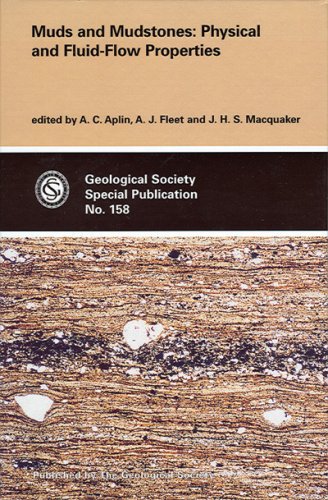 Muds and Mudstones: Physical
and Fluid-Flow Properties
edited by A. C. Aplin, A. J. Fleet and J. H. S. Macquaker
Geological Society
Special Publication
No. 158
Published by The Geological Society